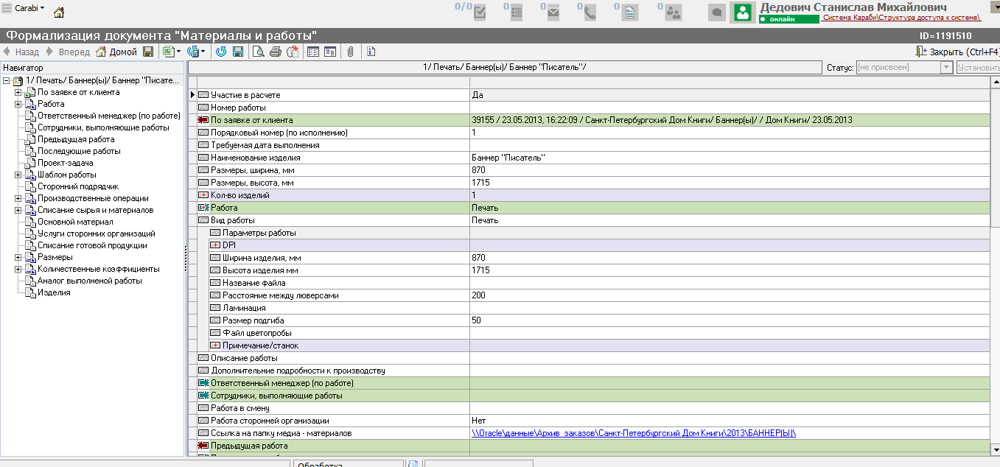 Carabi
0/0 0 0 0 0 0
Дедович Станислав Михайлович
онлайн Система Караби\Структура доступа к системе\
Формализация документа "Материалы и работы" ID=1191510
Назад Вперед Домой Закрыть (Ctrl+F4)
Навигатор
1/ Печать/ Баннер(ы)/ Баннер "Писатель"/ Статус: [не присвоен] Установить
1/ Печать/ Баннер(ы)/ Баннер "Писате...
По заявке от клиента
Работа
Ответственный менеджер (по работе)
Сотрудники, выполняющие работы
Предыдущая работа
Последующие работы
Проект-задача
Шаблон работы
Сторонний подрядчик
Производственные операции
Списание сырья и материалов
Основной материал
Услуги сторонних организаций
Списание готовой продукции
Размеры
Количественные коэффициенты
Аналог выполненой работы
Изделия
Участие в расчете Да
Номер работы
По заявке от клиента 39155 / 23.05.2013, 16:22:09 / Санкт-Петербургский Дом Книги/ Баннер(ы)/ / Дом Книги/ 23.05.2013
Порядковый номер (по исполнению) 1
Требуемая дата выполнения
Наименование изделия Баннер "Писатель"
Размеры, ширина, мм 870
Размеры, высота, мм 1715
Кол-во изделий 1
Работа Печать
Вид работы Печать
Параметры работы
DPI
Ширина изделия, мм 870
Высота изделия мм 1715
Название файла
Расстояние между люверсами 200
Ламинация
Размер подгиба 50
Файл цветопробы
Примечание/станок
Описание работы
Дополнительние подробности к производству
Ответственный менеджер (по работе)
Сотрудники, выполняющие работы
Работа в смену
Работа сторонней организации Нет
Ссылка на папку медиа - материалов \\Oracle\данные\Архив_заказов\Санкт-Петербургский Дом Книги\2013\БАННЕР(Ы)\
Предыдущая работа
Обработка